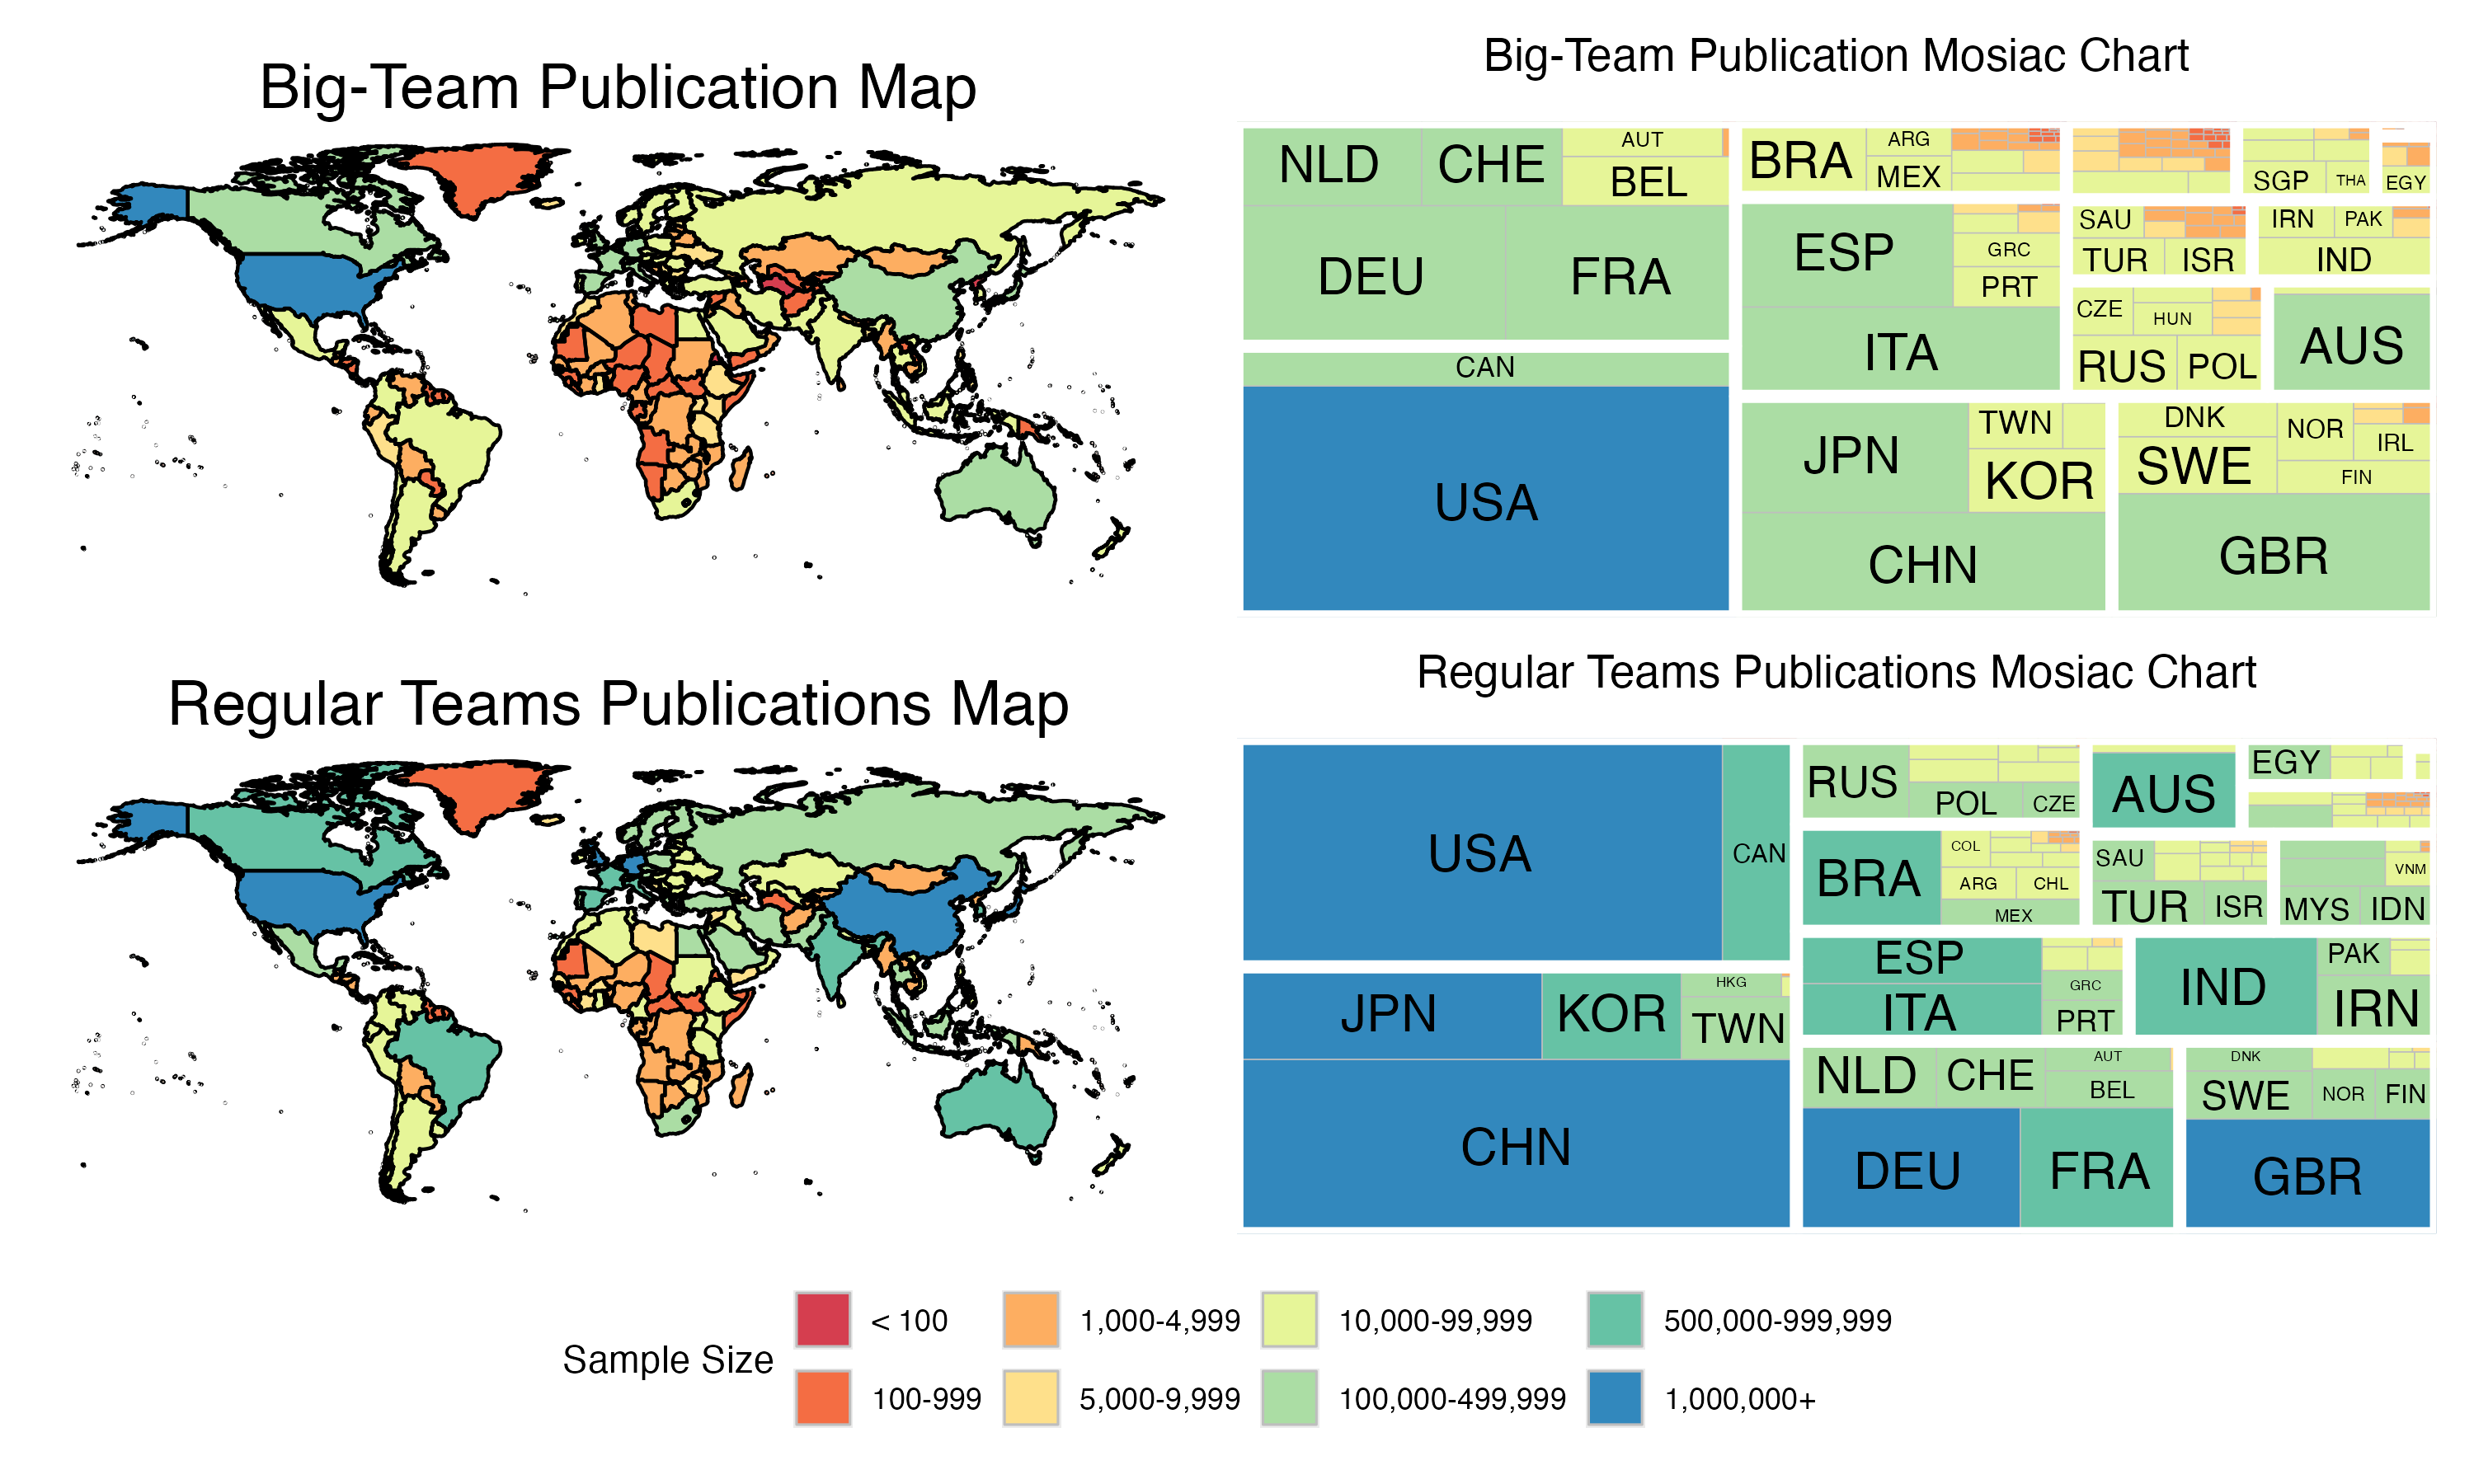 Big-Team Publication Map
Big-Team Publication Mosiac Chart
NLD
CHE
AUT
BEL
DEU
FRA
CAN
USA
BRA
ARG
MEX
ESP
GRC
PRT
ITA
JPN
TWN
KOR
CHN
SGP
THA
EGY
SAU
TUR
ISR
IRN
PAK
IND
CZE
HUN
RUS
POL
AUS
DNK
SWE
NOR
IRL
FIN
GBR
Regular Teams Publications Map
Regular Teams Publications Mosiac Chart
USA
CAN
JPN
KOR
HKG
TWN
CHN
RUS
POL
CZE
AUS
EGY
BRA
COL
ARG
CHL
MEX
SAU
TUR
ISR
VNM
MYS
IDN
ESP
ITA
GRC
PRT
IND
PAK
IRN
NLD
CHE
AUT
BEL
DEU
FRA
DNK
SWE
NOR
FIN
GBR
Sample Size
< 100
1,000-4,999
10,000-99,999
500,000-999,999
100-999
5,000-9,999
100,000-499,999
1,000,000+